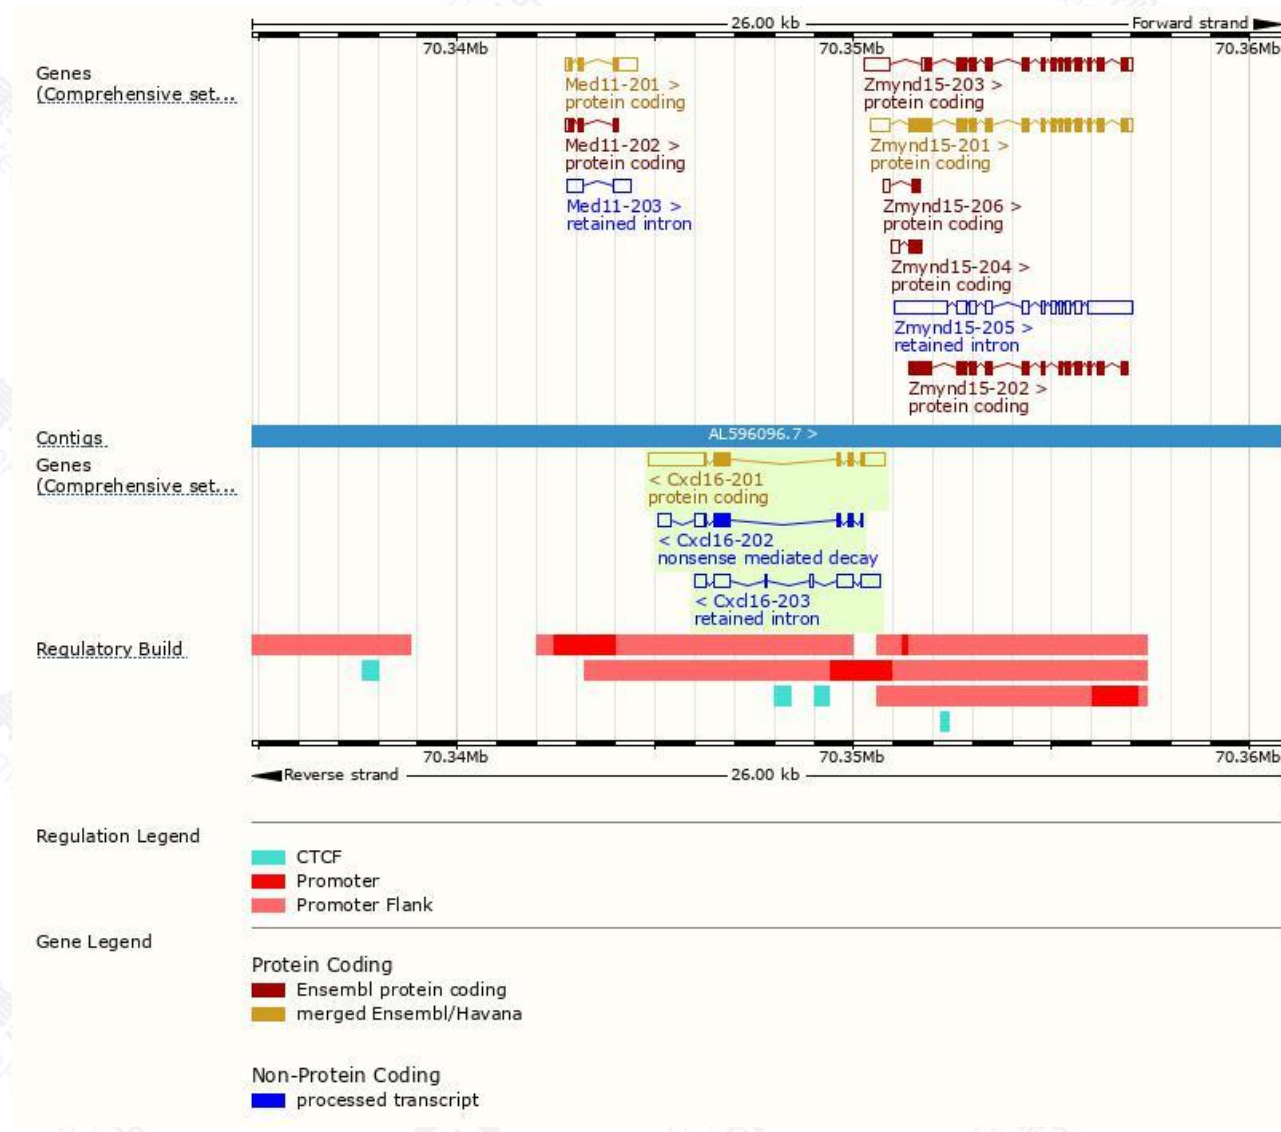 26.00 kb
Forward strand
70.34Mb 70.35Mb 70.36Mb
Genes
(Comprehensive set...
Med11-201 >
protein coding
Med11-202 >
protein coding
Med11-203 >
retained intron
Zmynd15-203 >
protein coding
Zmynd15-201 >
protein coding
Zmynd15-206 >
protein coding
Zmynd15-204 >
protein coding
Zmynd15-205 >
retained intron
Zmynd15-202 >
protein coding
Contigs
AL596096.7 >
Genes
(Comprehensive set...
< Cxcl16-201
protein coding
< Cxcl16-202
nonsense mediated decay
< Cxcl16-203
retained intron
Regulatory Build
70.34Mb 70.35Mb 70.36Mb
Reverse strand
26.00 kb
Regulation Legend
CTCF
Promoter
Promoter Flank
Gene Legend
Protein Coding
Ensembl protein coding
merged Ensembl/Havana
Non-Protein Coding
processed transcript